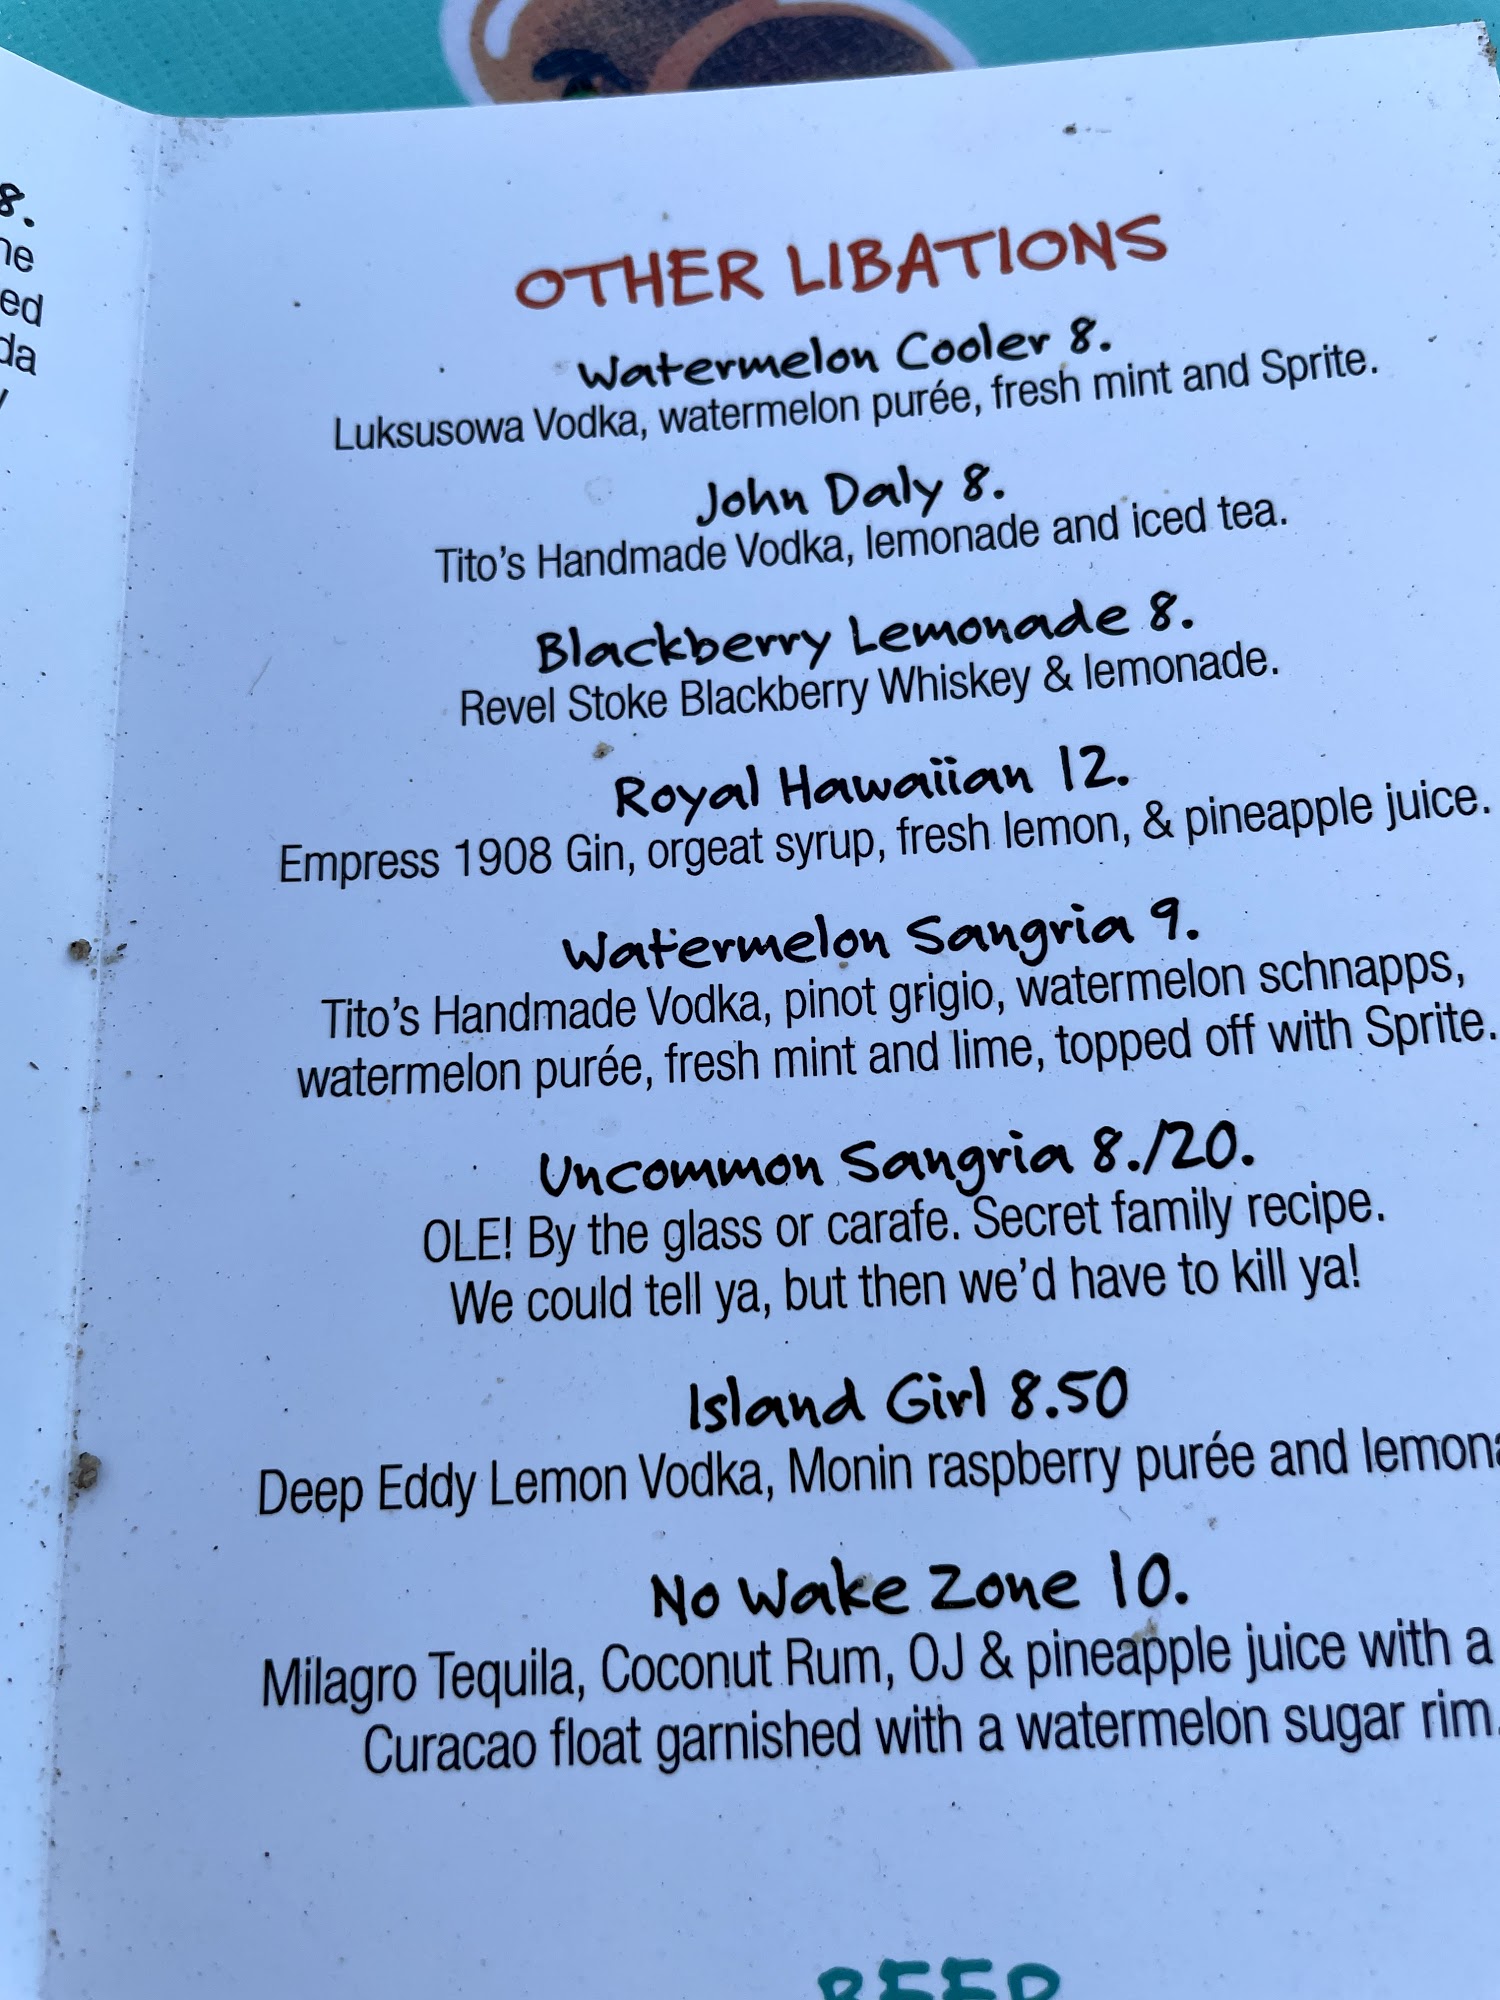 8.
OTHER LIBATIONS
Watermelon Cooler 8.
Luksusowa Vodka, watermelon purée, fresh mint and Sprite.
John Daly 8.
Tito's Handmade Vodka, lemonade and iced tea.
Blackberry Lemonade 8.
Revel Stoke Blackberry Whiskey & lemonade.
Royal Hawaiian 12.
Empress 1908 Gin, orgeat syrup, fresh lemon, & pineapple juice.
Watermelon Sangria 9.
Tito's Handmade Vodka, pinot grigio, watermelon schnapps,
watermelon purée, fresh mint and lime, topped off with Sprite.
Uncommon Sangria 8./20.
OLE! By the glass or carafe. Secret family recipe.
We could tell ya, but then we'd have to kill ya!
Island Girl 8.50
Deep Eddy Lemon Vodka, Monin raspberry purée and
No Wake Zone 10.
Milagro Tequila, Coconut Rum, OJ & pineapple juice with a
Curacao float garnished with a watermelon sugar rim.
BEER